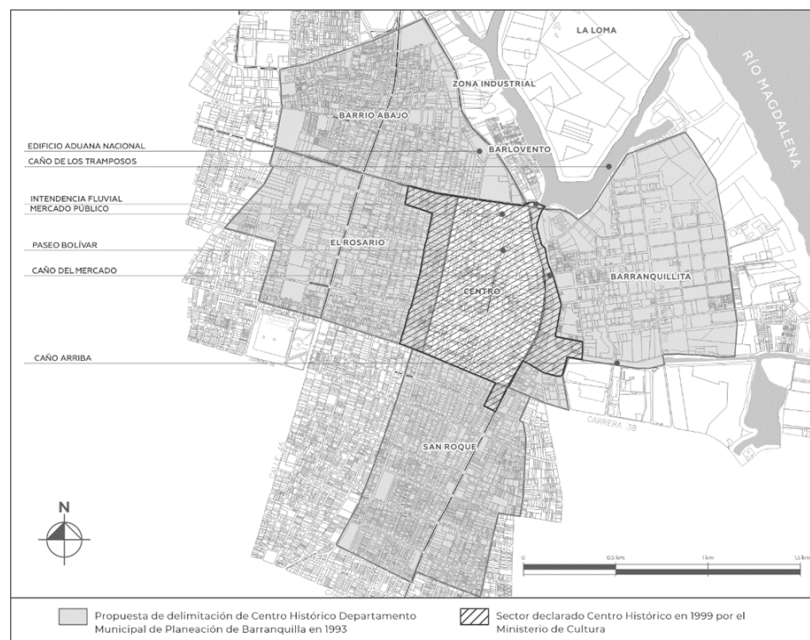 LA LOMA
RÍO MAGDALENA
ZONA INDUSTRIAL
BARRIO ABAJO
EDIFICIO ADUANA NACIONAL
BARLOVENTO
CAÑO DE LOS TRAMPOSOS
INTENDENCIA FLUVIAL
MERCADO PÚBLICO
EL ROSARIO
PASEO BOLÍVAR
CAÑO DEL MERCADO
BARRANQUILLITA
CENTRO
CAÑO ARRIBA
CARRERA 38
SAN ROQUE
N
0
0,5 km
1 km
1,5 km
Propuesta de delimitación de Centro Histórico Departamento
Municipal de Planeación de Barranquilla en 1993
Sector declarado Centro Histórico en 1999 por el
Ministerio de Cultura